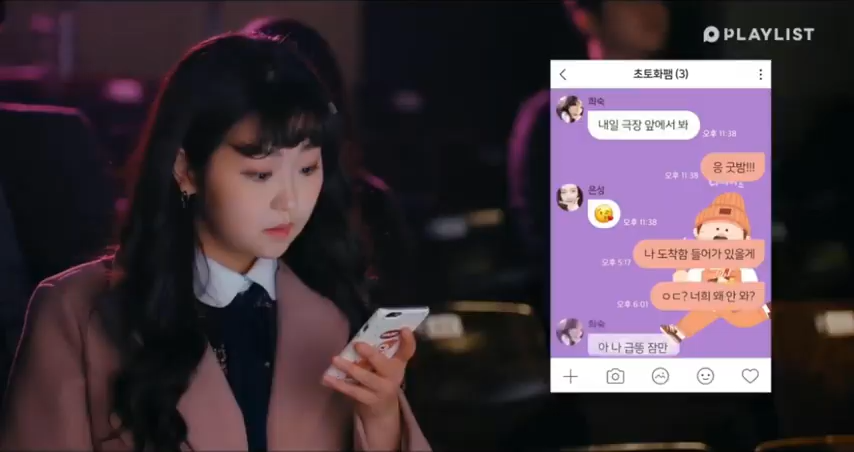 PLAYLIST
초토화팸 (3)
희숙
내일 극장 앞에서 봐
오후 11:38
응 굿밤!!!
오후 11:38
은성
오후 11:38
나 도착함 들어가 있을게
오후 5:17
ㅇㄷ? 너희 왜 안 와?
오후 6:01
희숙
아 나 급똥 잠만